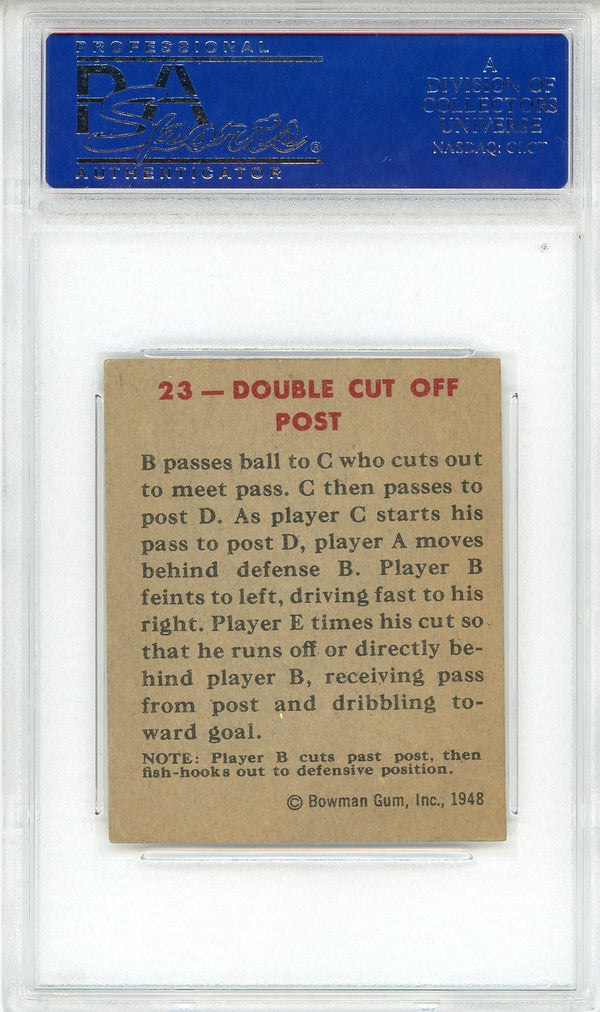 PROFESSIONAL
PSA
Sports®
AUTHENTICATOR
A
DIVISION OF
COLLECTORS
UNIVERSE
NASDAQ: CLCT
23 — DOUBLE CUT OFF
POST
B passes ball to C who cuts out
to meet pass. C then passes to
post D. As player C starts his
pass to post D, player A moves
behind defense B. Player B
feints to left, driving fast to his
right. Player E times his cut so
that he runs off or directly be-
hind player B, receiving pass
from post and dribbling to-
ward goal.
NOTE: Player B cuts past post, then
fish-hooks out to defensive position.
© Bowman Gum, Inc., 1948